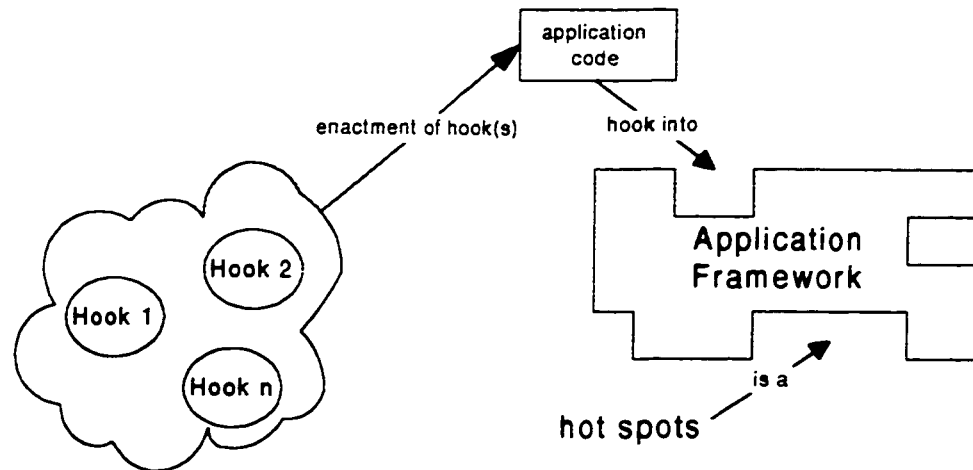 application
code
enactment of hook(s)
hook into
Hook 2
Hook 1
Hook n
Application
Framework
is a
hot spots